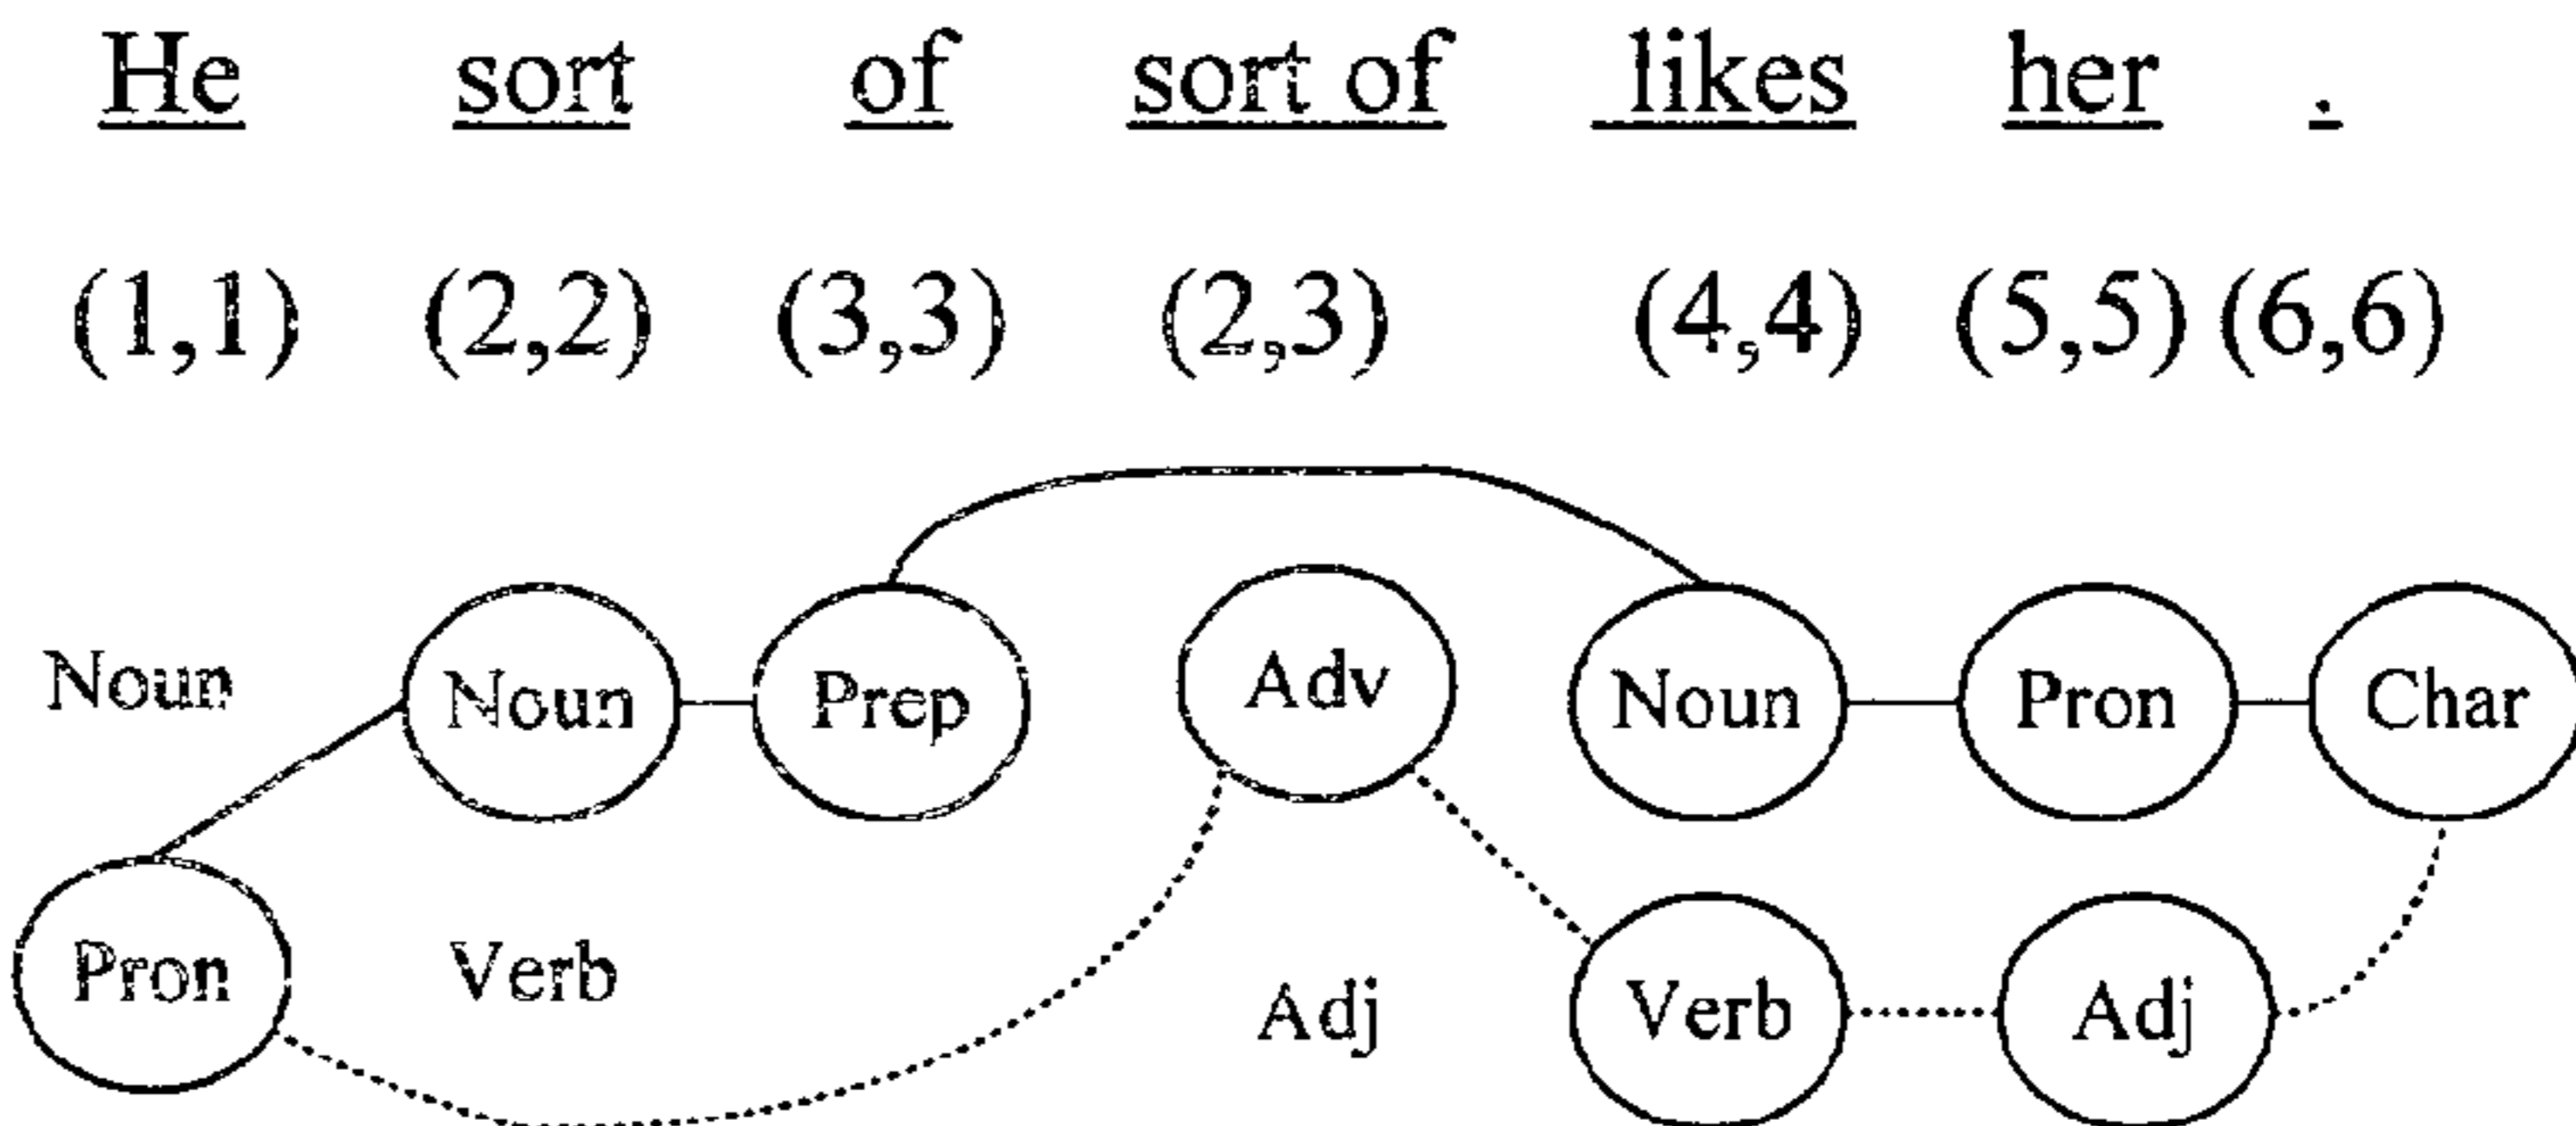 He sort of sort of likes her .
(1,1) (2,2) (3,3) (2,3) (4,4) (5,5) (6,6)
Noun Noun Prep Adv Noun Pron Char
Pron Verb Adj Verb Adj